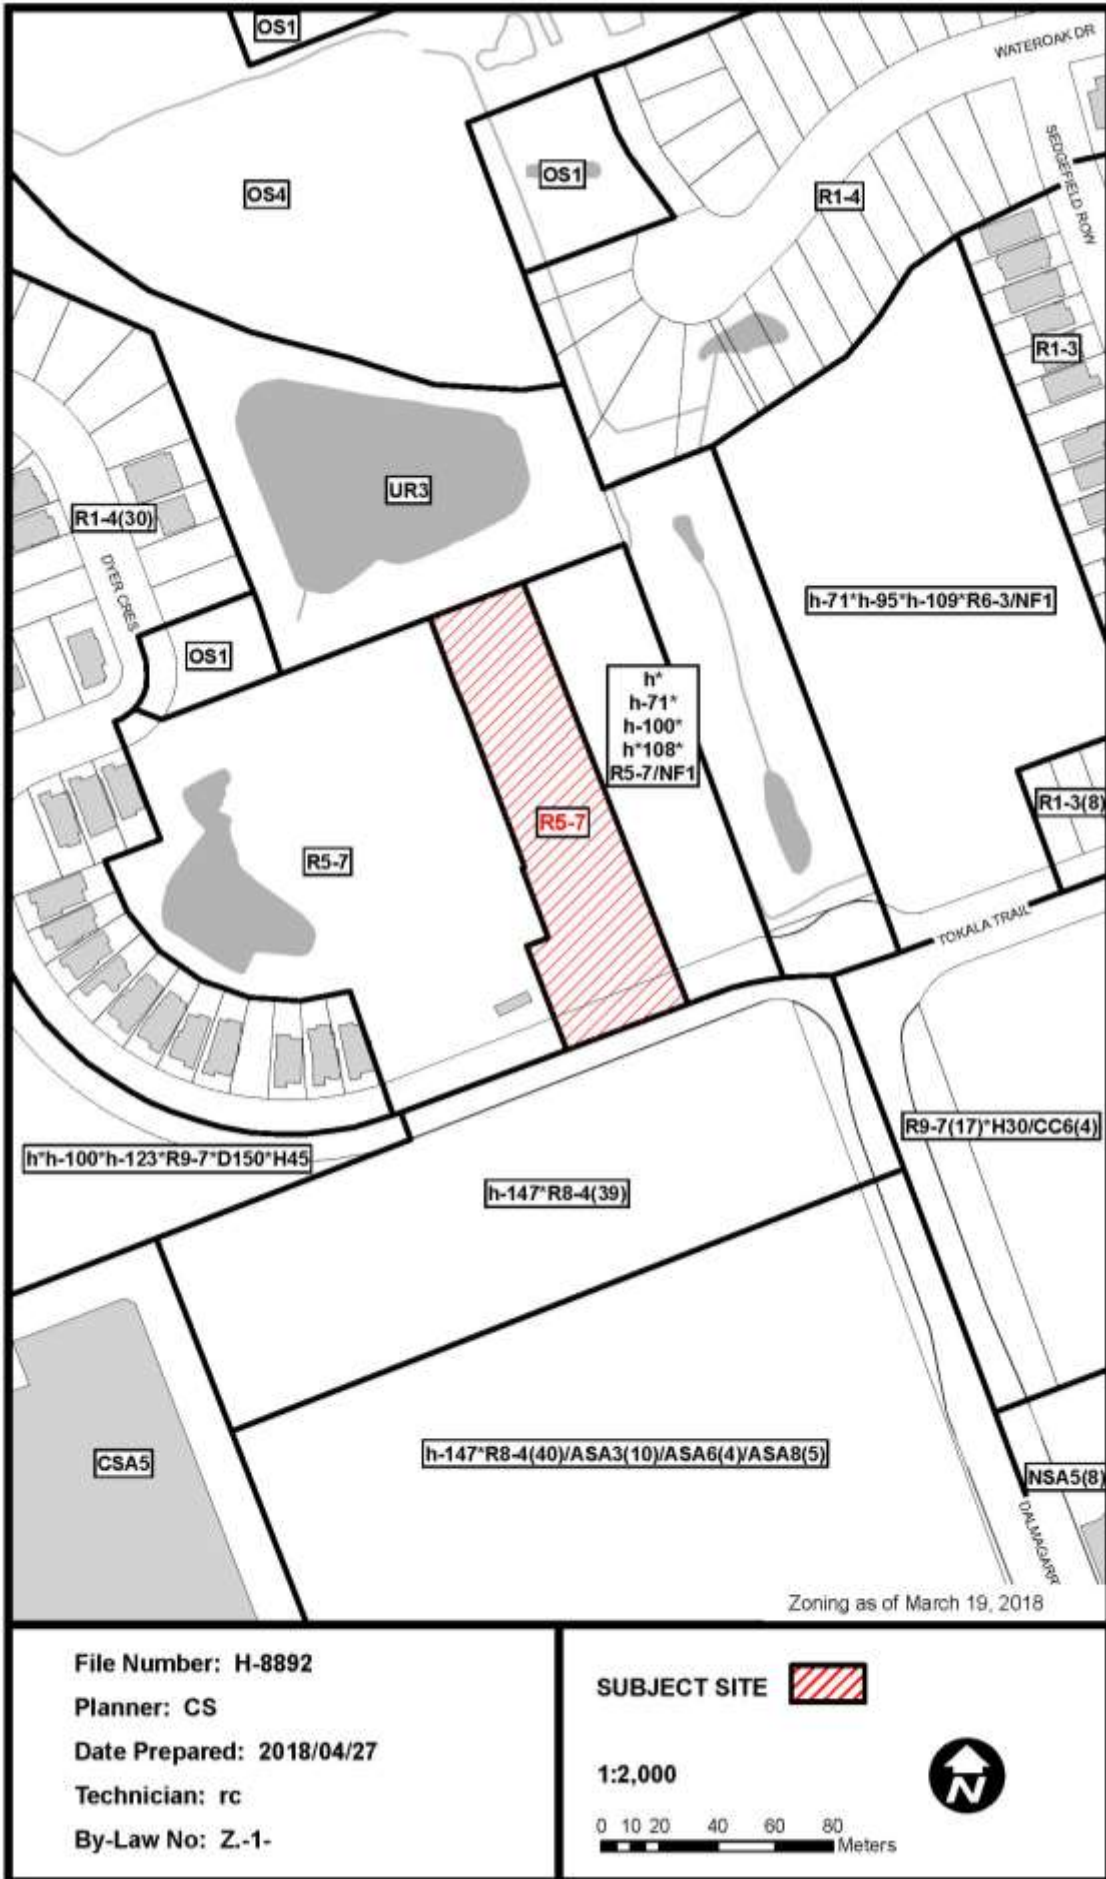 OS1
WATEROAK DR
SEDGEFIELD ROW
OS4
OS1
R1-4
R1-3
UR3
R1-4(30)
DYER CRES
h-71*h-95*h-109*R6-3/NF1
OS1
h*
h-71*
h-100*
h*108*
R5-7/NF1
R1-3(8)
R5-7
R5-7
TOKALA TRAIL
R9-7(17)*H30/CC6(4)
h*h-100*h-123*R9-7*D150*H45
h-147*R8-4(39)
CSA5
h-147*R8-4(40)/ASA3(10)/ASA6(4)/ASA8(5)
NSA5(8)
DALMAGARR
Zoning as of March 19, 2018
File Number: H-8892
Planner: CS
Date Prepared: 2018/04/27
Technician: rc
By-Law No: Z.-1-
SUBJECT SITE
1:2,000
N
0 10 20 40 60 80
Meters